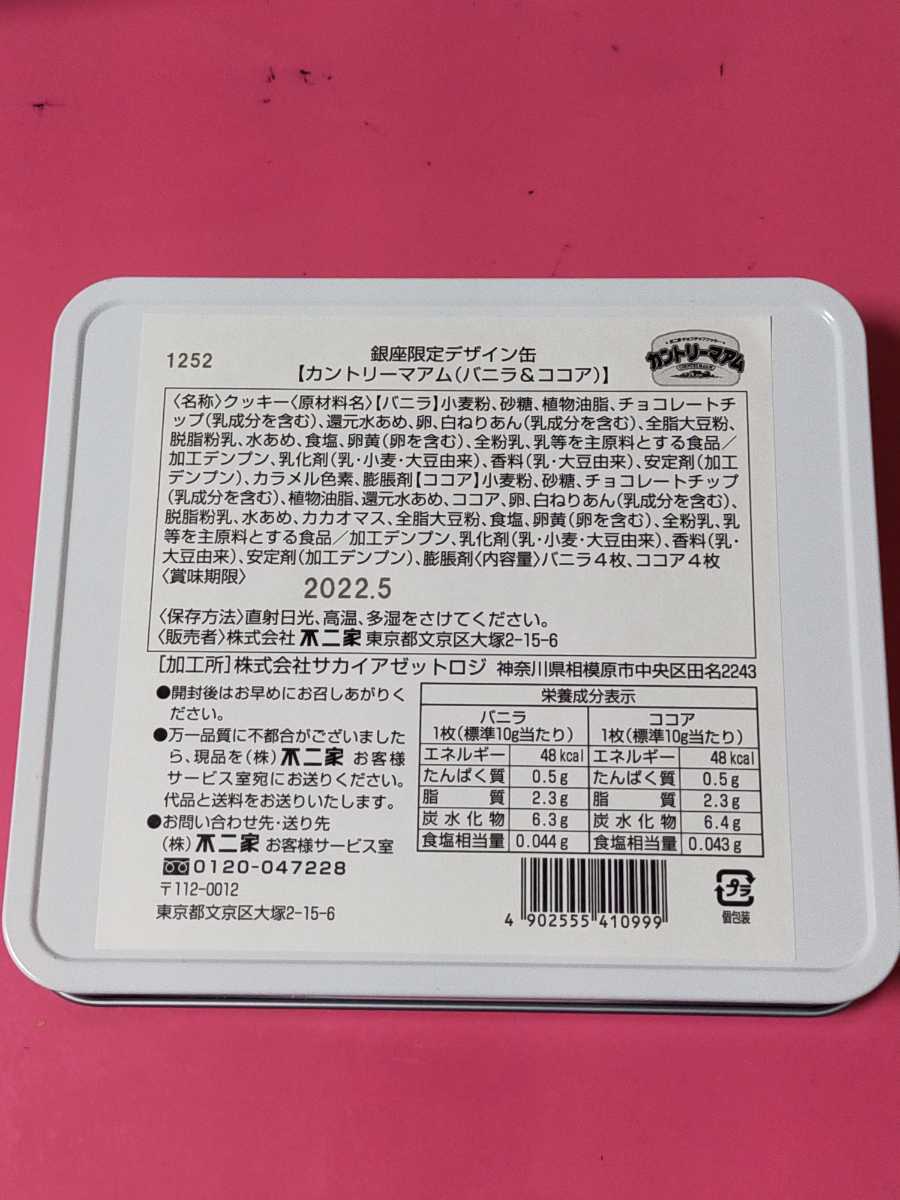 1252
銀座限定デザイン缶
【カントリーマアム(バニラ&ココア)】
カントリーマアム
〈名称〉クッキー〈原材料名〉【バニラ】小麦粉、砂糖、植物油脂、チョコレートチ
ップ(乳成分を含む)、還元水あめ、卵、白ねりあん(乳成分を含む)、全脂大豆粉、
脱脂粉乳、水あめ、食塩、卵黄(卵を含む)、全粉乳、乳等を主原料とする食品／
加工デンプン、乳化剤(乳・小麦・大豆由来)、香料(乳・大豆由来)、安定剤(加工
デンプン)、カラメル色素、膨脹剤【ココア】小麦粉、砂糖、チョコレートチップ
(乳成分を含む)、植物油脂、還元水あめ、ココア、卵、白ねりあん(乳成分を含む)、
脱脂粉乳、水あめ、カカオマス、全脂大豆粉、食塩、卵黄(卵を含む)、全粉乳、乳
等を主原料とする食品／加工デンプン、乳化剤(乳・小麦・大豆由来)、香料(乳・
大豆由来)、安定剤(加工デンプン)、膨脹剤〈内容量〉バニラ4枚、ココア4枚
〈賞味期限〉
2022.5
〈保存方法〉直射日光、高温、多湿をさけてください。
〈販売者〉株式会社 不二家 東京都文京区大塚2-15-6
[加工所]株式会社サカイアゼットロジ 神奈川県相模原市中央区田名2243
●開封後はお早めにお召しあがりく
ださい。
●万一品質に不都合がございました
ら、現品を(株)不二家 お客様
サービス室宛にお送りください。
代品と送料をお送りいたします。
●お問い合わせ先・送り先
(株)不二家 お客様サービス室
0120-047228
〒112-0012
東京都文京区大塚2-15-6
栄養成分表示
バニラ ココア
1枚(標準10g当たり) 1枚(標準10g当たり)
エネルギー 48kcal エネルギー 48kcal
たんぱく質 0.5g たんぱく質 0.5g
脂質 2.3g 脂質 2.3g
炭水化物 6.3g 炭水化物 6.4g
食塩相当量 0.044g 食塩相当量 0.043g
4 902555 410999
プラ
個包装